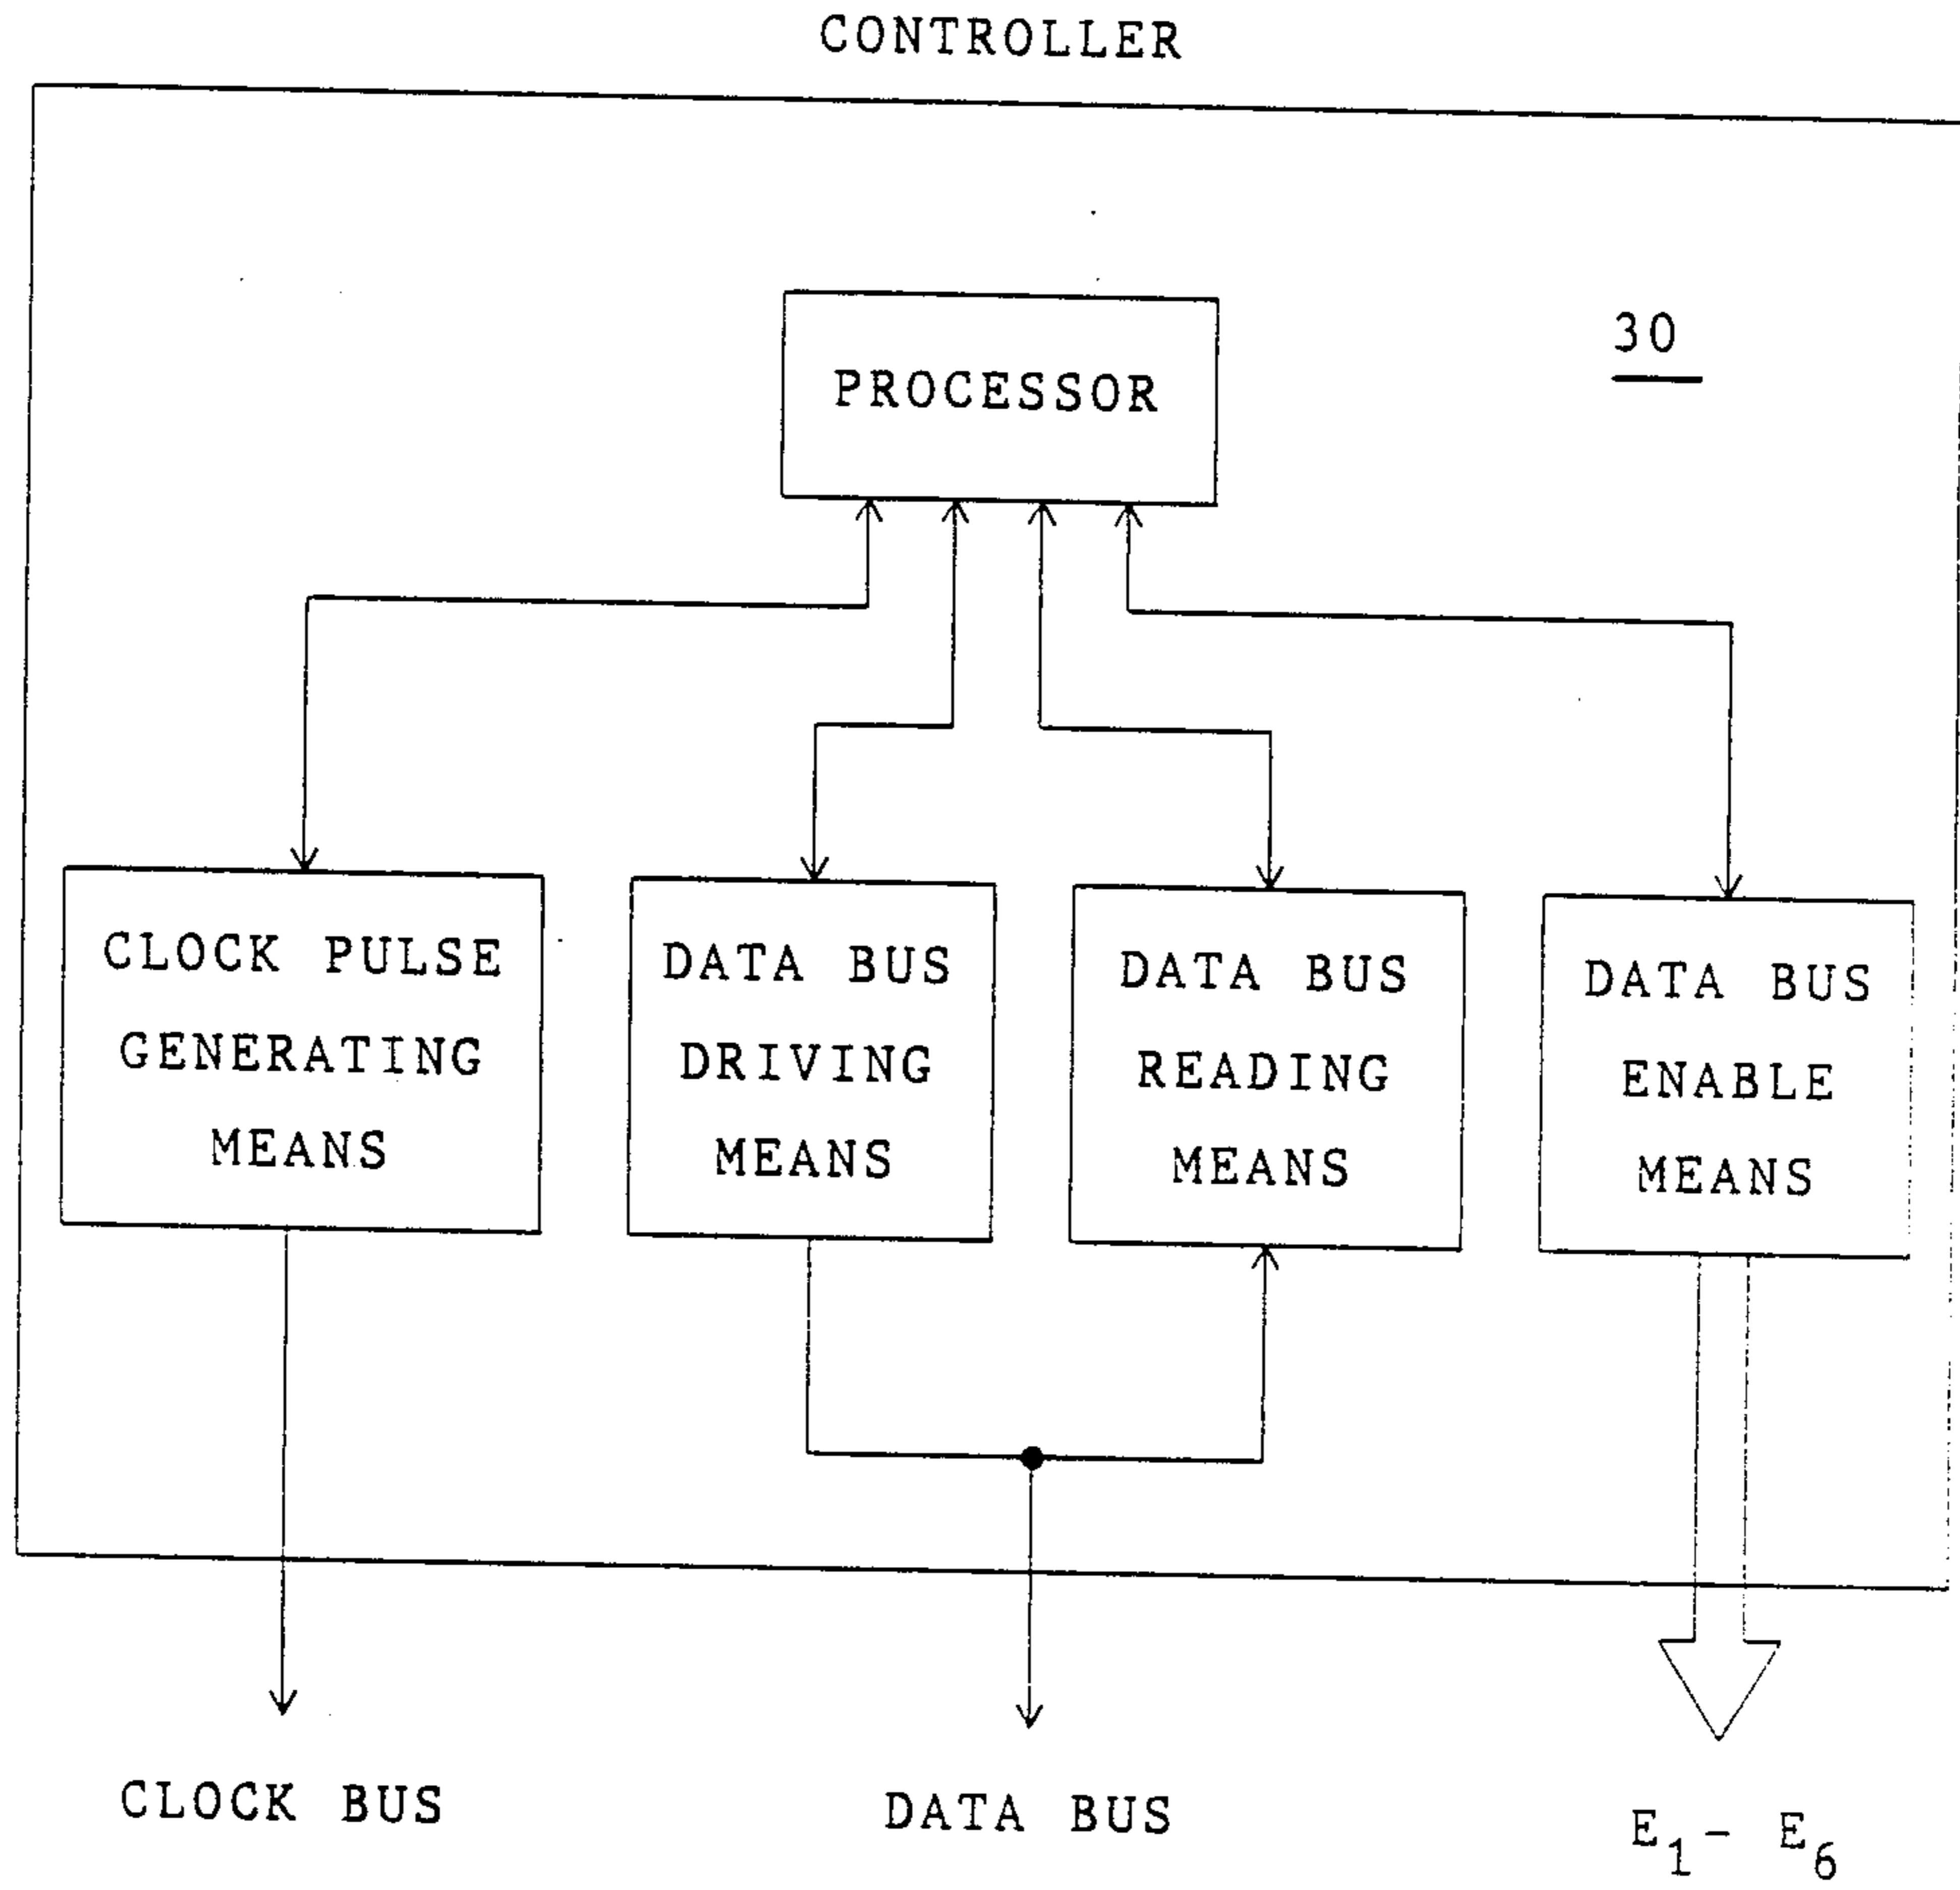 CONTROLLER
PROCESSOR
30
CLOCK PULSE
GENERATING
MEANS
DATA BUS
DRIVING
MEANS
DATA BUS
READING
MEANS
DATA BUS
ENABLE
MEANS
CLOCK BUS
DATA BUS
E1 - E6